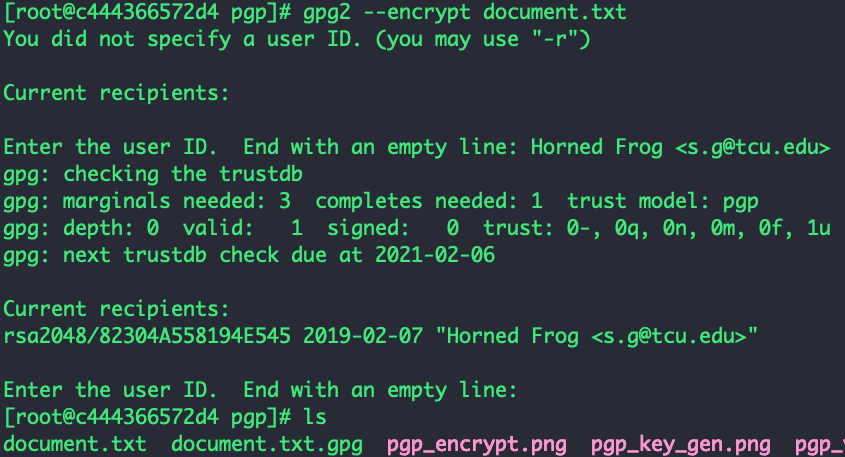 [root@c444366572d4 pgp]# gpg2 --encrypt document.txt
You did not specify a user ID. (you may use "-r")
Current recipients:
Enter the user ID.  End with an empty line: Horned Frog <s.g@tcu.edu>
gpg: checking the trustdb
gpg: marginals needed: 3  completes needed: 1  trust model: pgp
gpg: depth: 0  valid:   1  signed:   0  trust: 0-, 0q, 0n, 0m, 0f, 1u
gpg: next trustdb check due at 2021-02-06
Current recipients:
rsa2048/82304A558194E545 2019-02-07 "Horned Frog <s.g@tcu.edu>"
Enter the user ID.  End with an empty line:
[root@c444366572d4 pgp]# ls
document.txt  document.txt.gpg  pgp_encrypt.png  pgp_key_gen.png